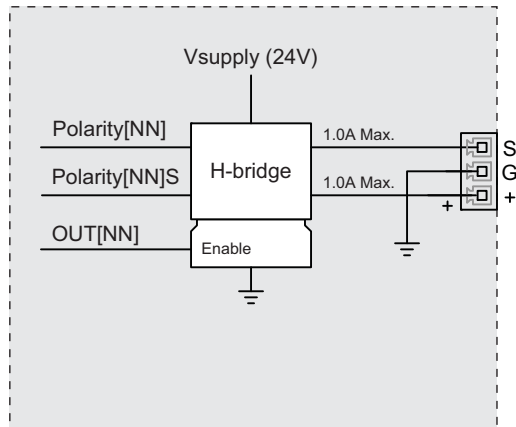 Vsupply (24V)
Polarity[NN]
1.0A Max.
S
G
Polarity[NN]S
H-bridge
1.0A Max.
+
+
OUT[NN]
Enable